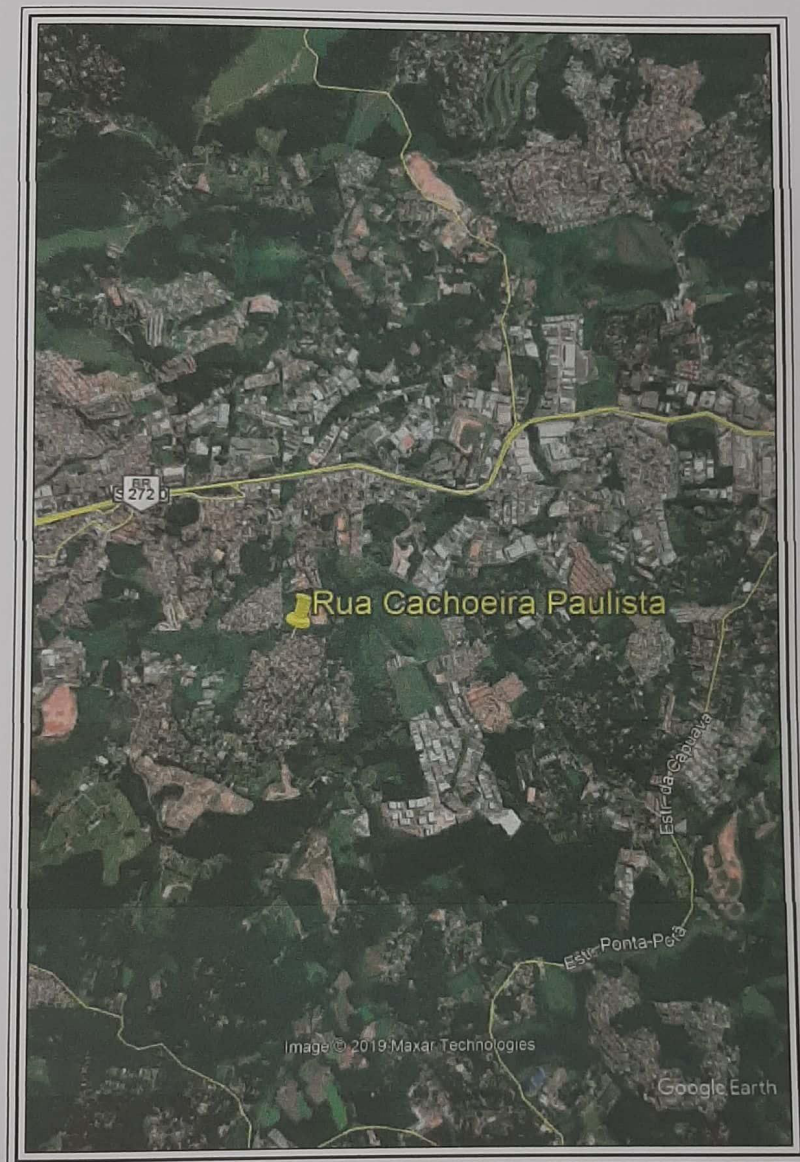 BR
272
Rua Cachoeira Paulista
Estr. da Capuava
Estr. Ponta-Porã
Image © 2019 Maxar Technologies
Google Earth